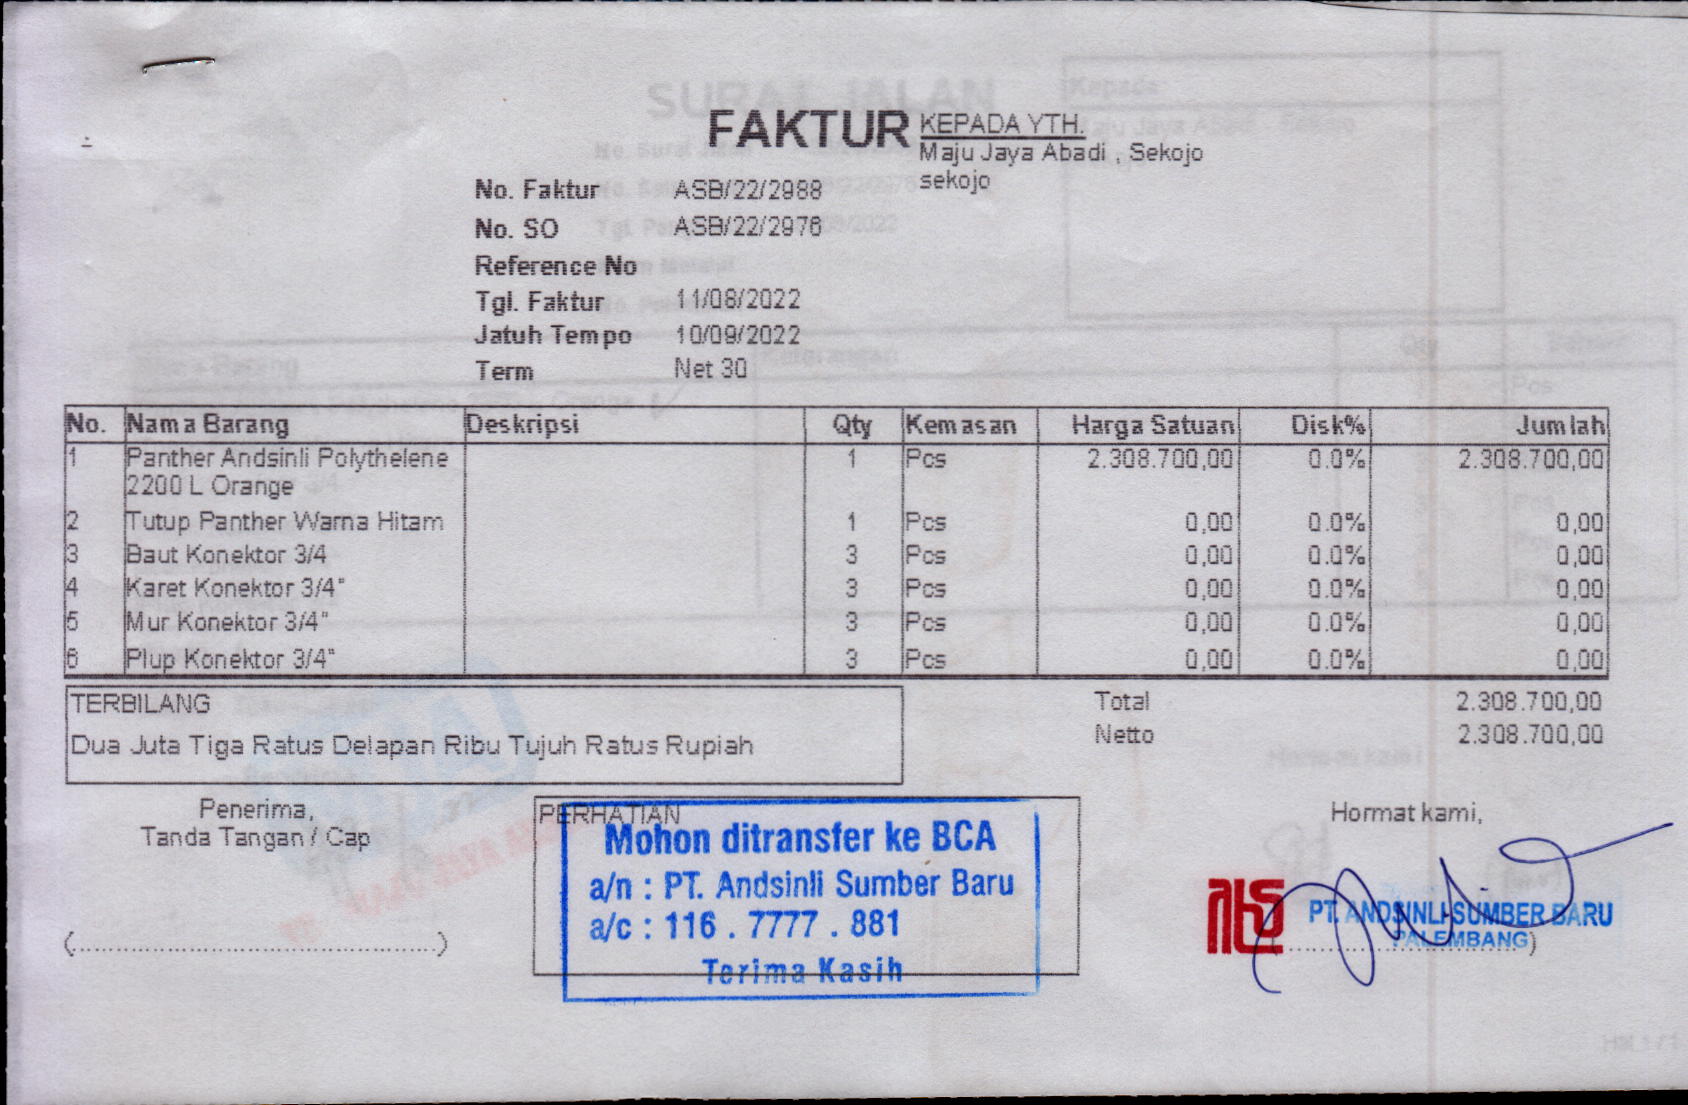 FAKTUR
KEPADA YTH.
Maju Jaya Abadi , Sekojo
sekojo
No. Faktur ASB/22/2988
No. SO ASB/22/2976
Reference No
Tgl. Faktur 11/08/2022
Jatuh Tempo 10/09/2022
Term Net 30
No. Nama Barang Deskripsi Qty Kemasan Harga Satuan Disk% Jumlah
1 Panther Andsinli Polythelene 1 Pcs 2.308.700,00 0.0% 2.308.700,00
2200 L Orange
2 Tutup Panther Warna Hitam 1 Pcs 0,00 0.0% 0,00
3 Baut Konektor 3/4 3 Pcs 0,00 0.0% 0,00
4 Karet Konektor 3/4" 3 Pcs 0,00 0.0% 0,00
5 Mur Konektor 3/4" 3 Pcs 0,00 0.0% 0,00
6 Plup Konektor 3/4" 3 Pcs 0,00 0.0% 0,00
TERBILANG
Dua Juta Tiga Ratus Delapan Ribu Tujuh Ratus Rupiah
Total 2.308.700,00
Netto 2.308.700,00
Penerima,
Tanda Tangan / Cap
PERHATIAN
Mohon ditransfer ke BCA
a/n : PT. Andsinli Sumber Baru
a/c : 116 . 7777 . 881
Terima Kasih
Hormat kami,
PT. ANDSINLI SUMBER BARU
PALEMBANG
SURAT JALAN
Kepada